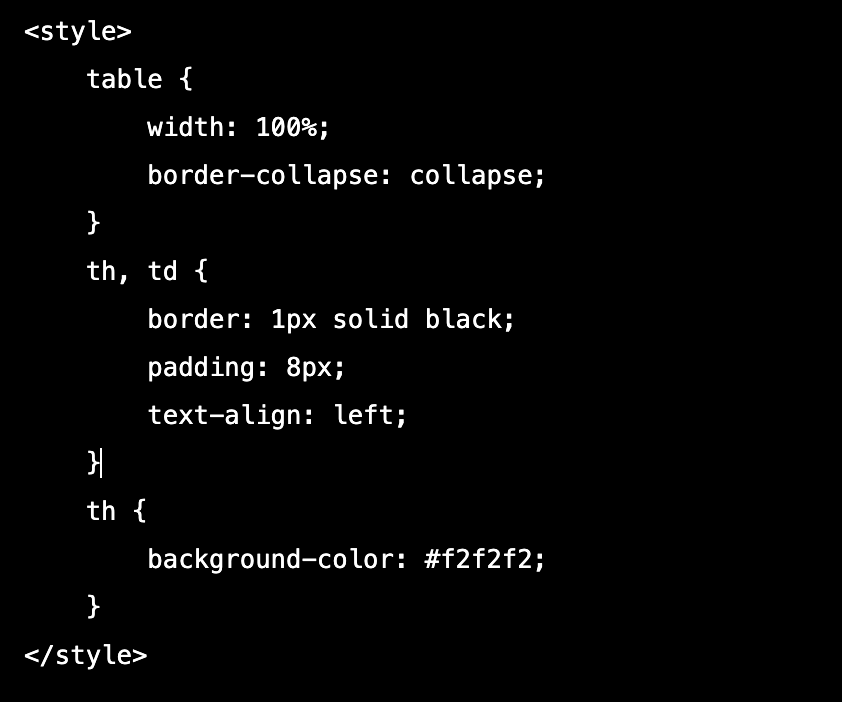 <style>
    table {
        width: 100%;
        border-collapse: collapse;
    }
    th, td {
        border: 1px solid black;
        padding: 8px;
        text-align: left;
    }
    th {
        background-color: #f2f2f2;
    }
</style>